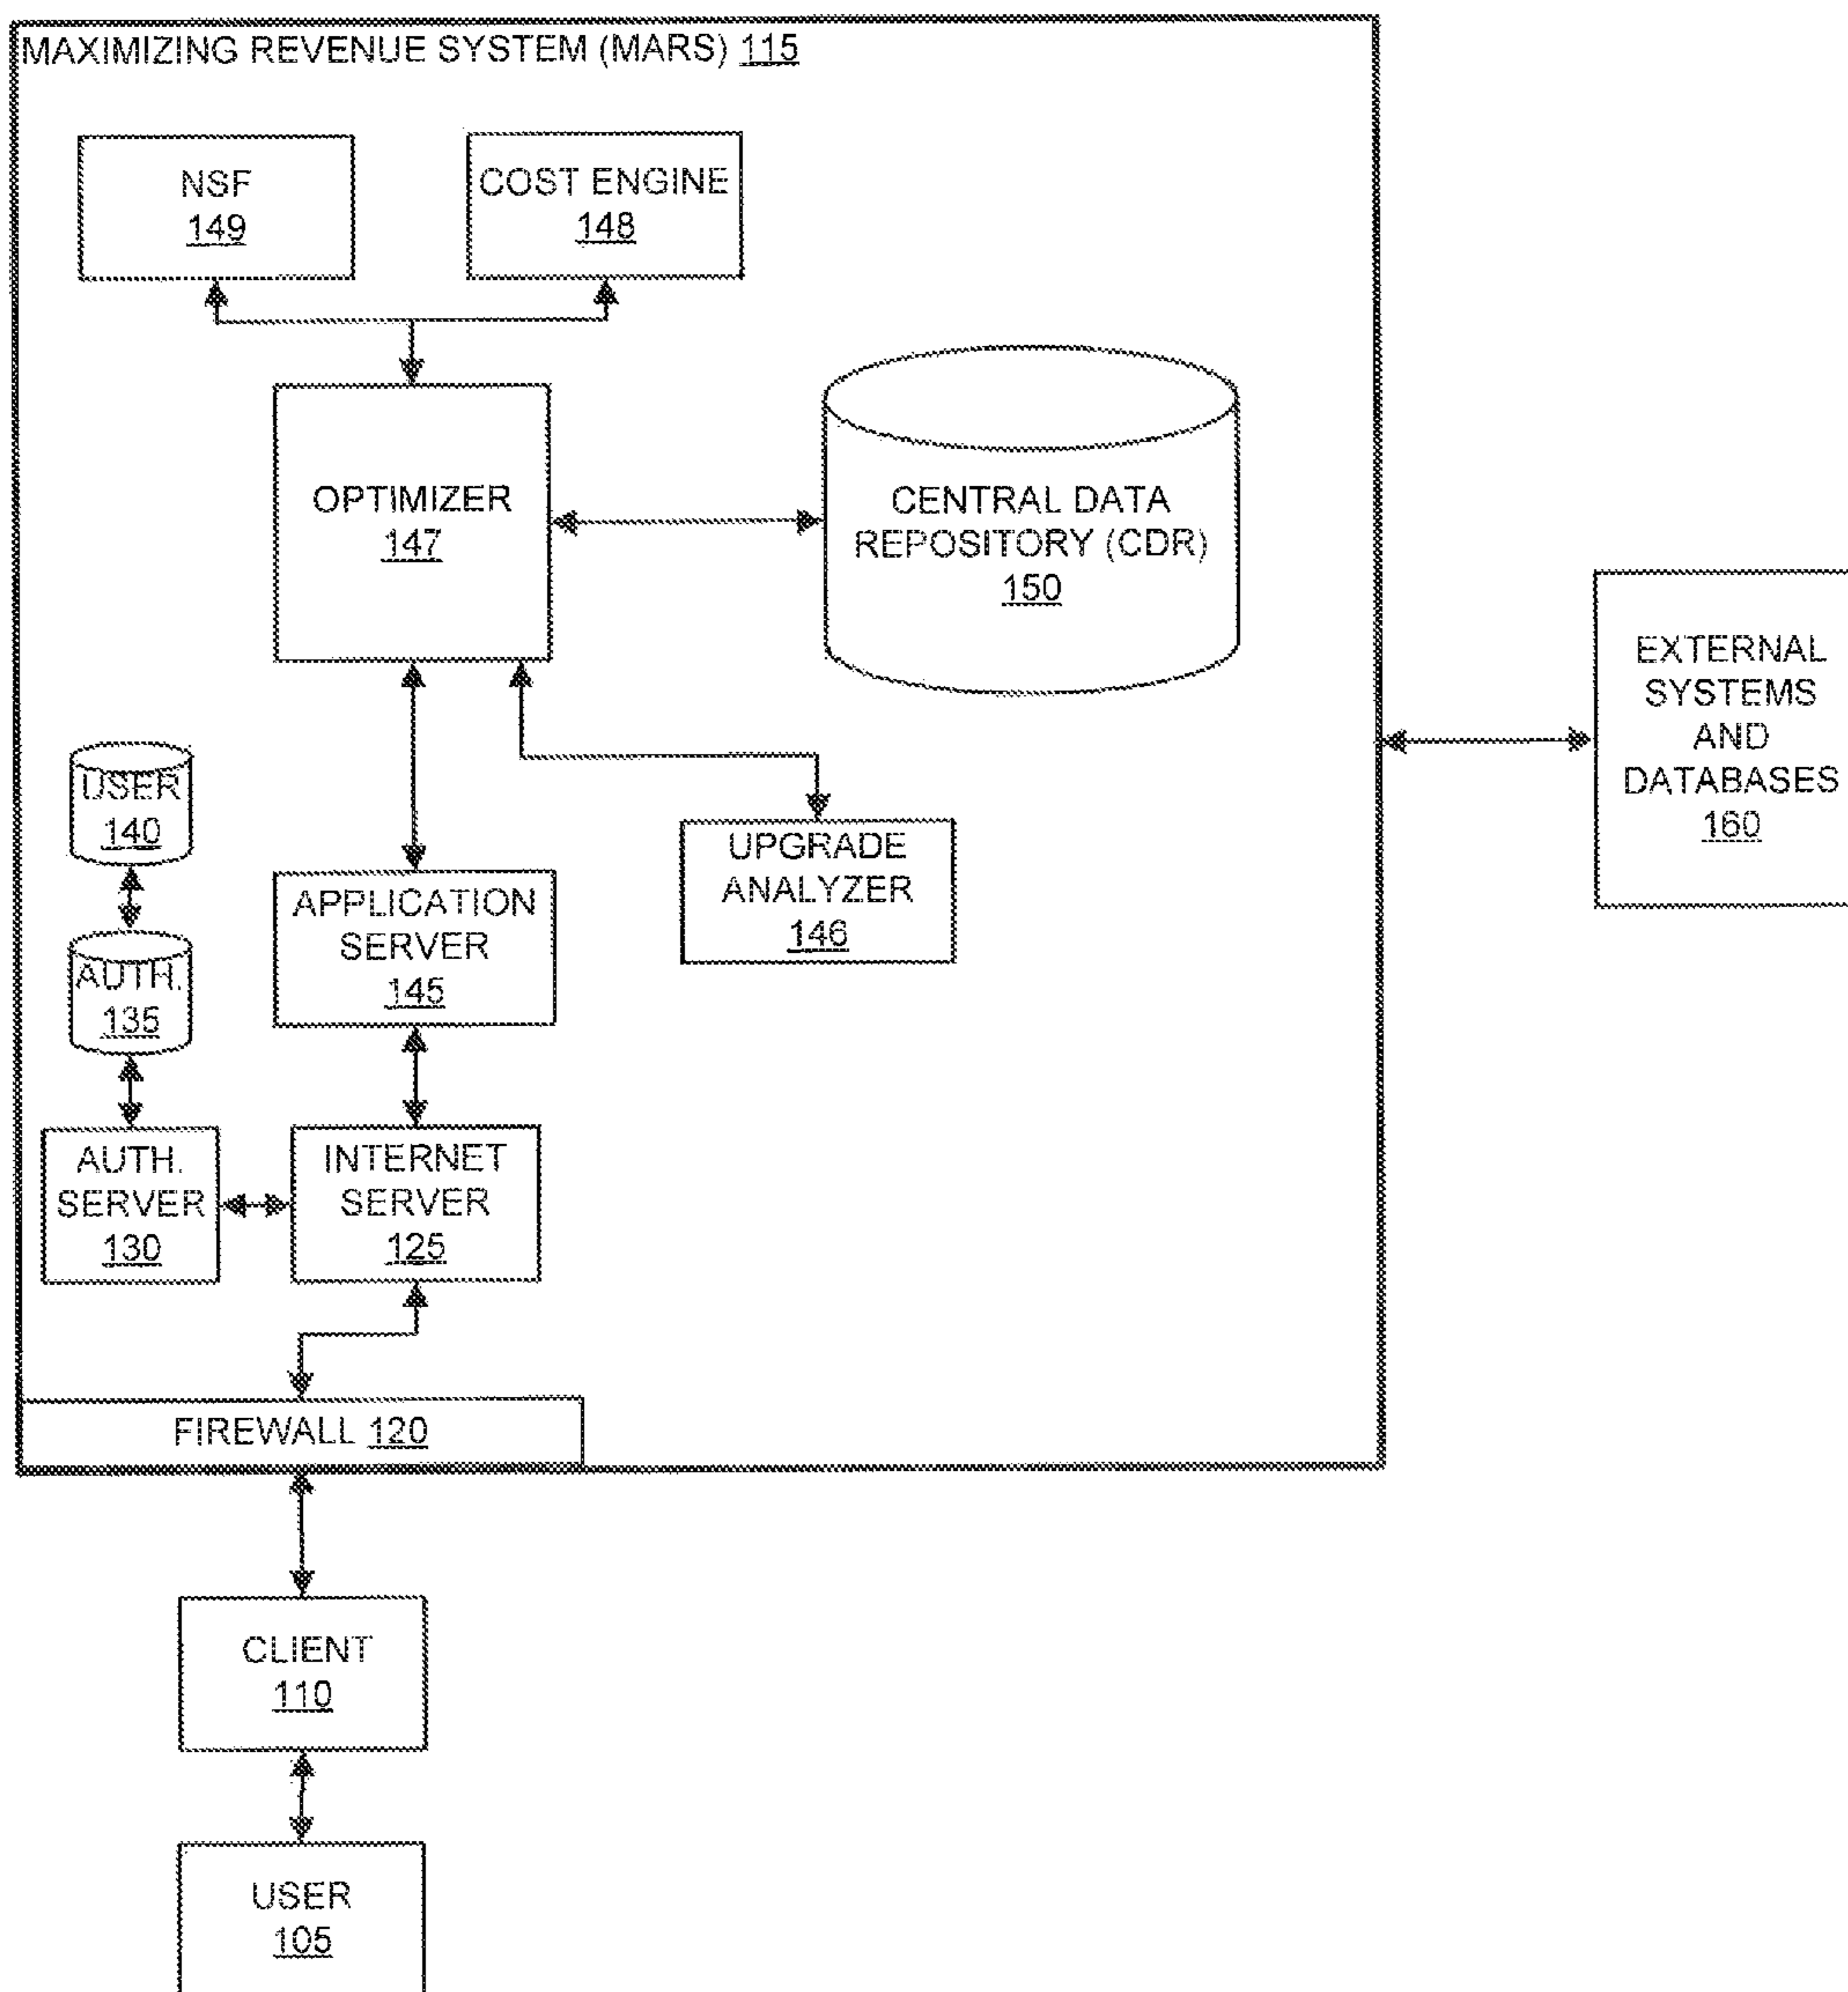 MAXIMIZING REVENUE SYSTEM (MARS) 115
NSF
149
COST ENGINE
148
OPTIMIZER
147
CENTRAL DATA
REPOSITORY (CDR)
150
EXTERNAL
SYSTEMS
AND
DATABASES
160
USER
140
UPGRADE
ANALYZER
146
APPLICATION
SERVER
145
AUTH.
135
AUTH.
SERVER
130
INTERNET
SERVER
125
FIREWALL 120
CLIENT
110
USER
105